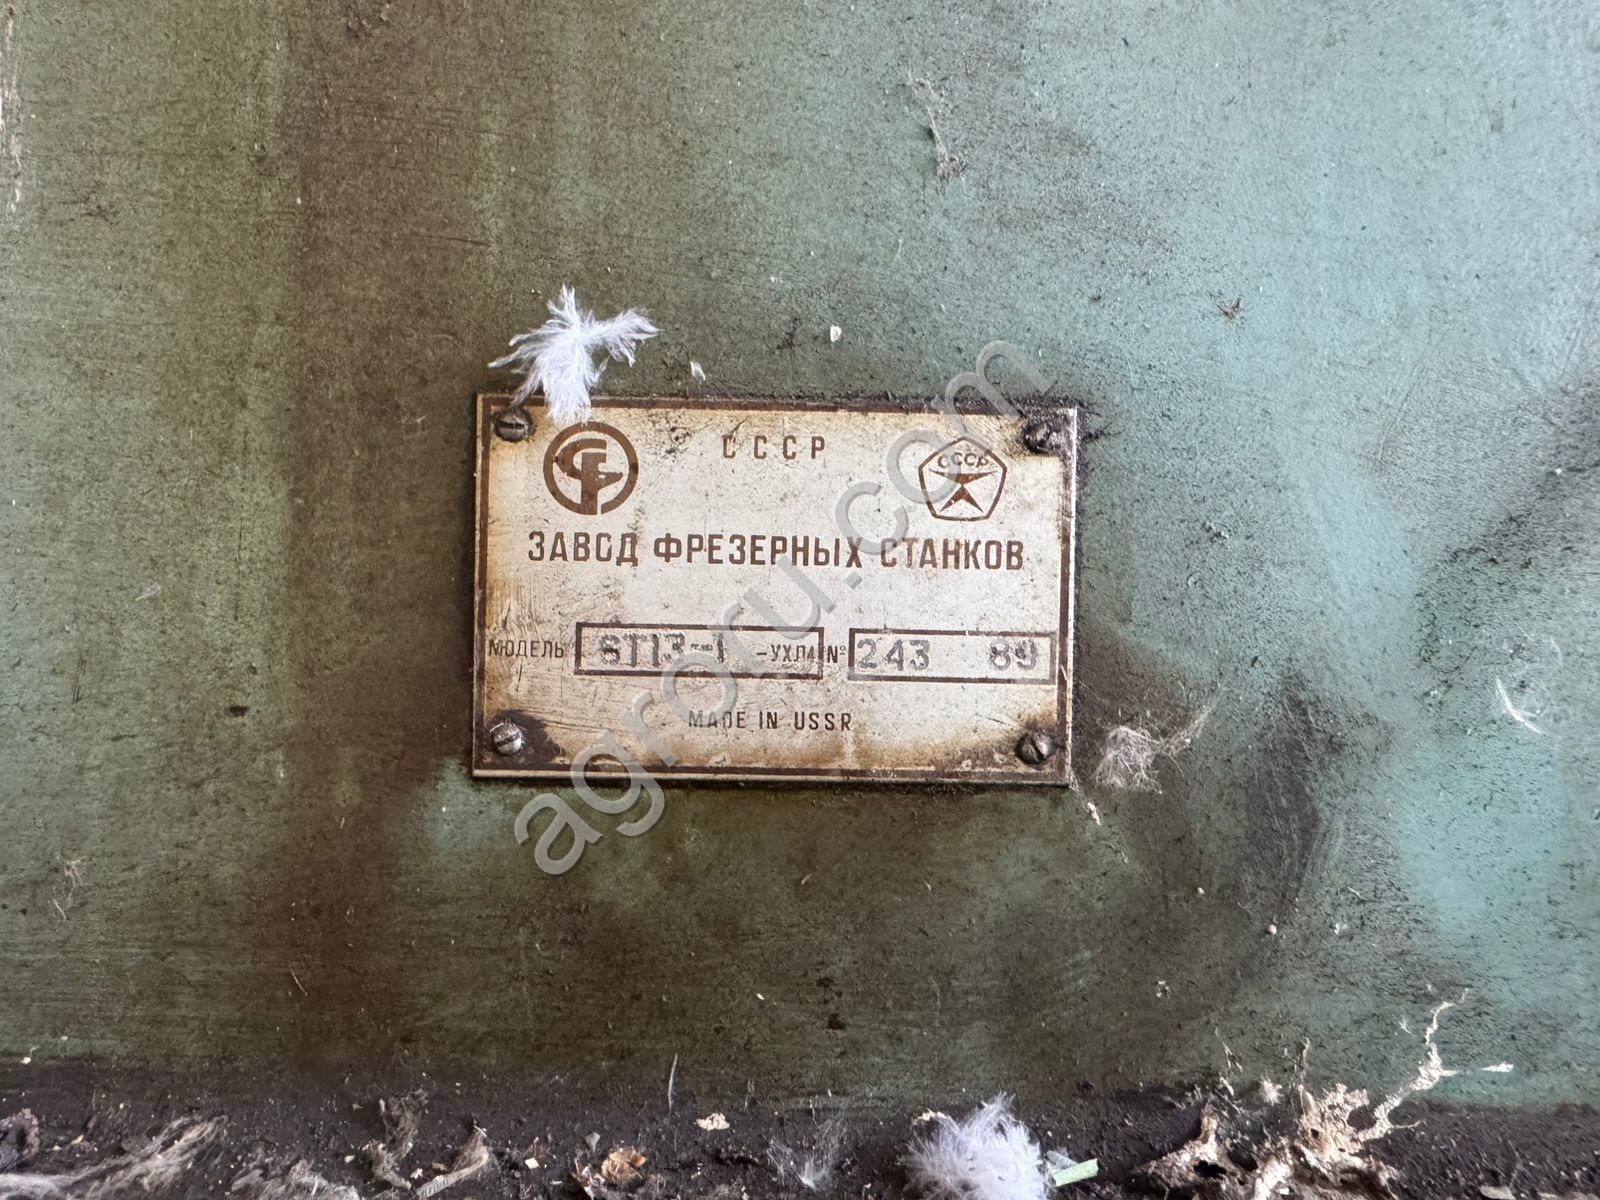 СССР
СССР
ЗАВОД ФРЕЗЕРНЫХ СТАНКОВ
МОДЕЛЬ 6Т13-1 -УХЛ4 № 243 89
MADE IN USSR
agroru.com